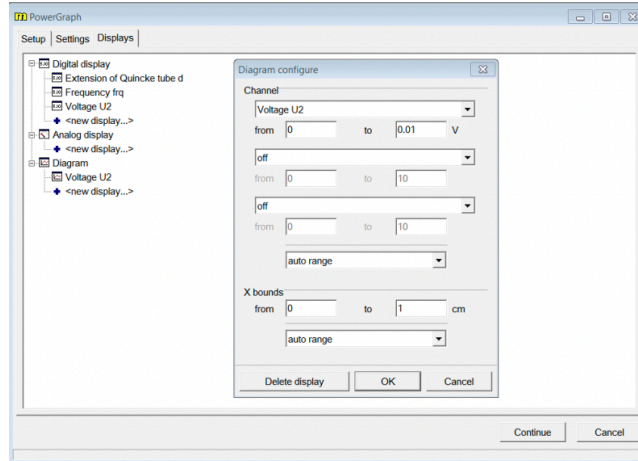 PowerGraph
Setup Settings Displays
Digital display
Extension of Quincke tube d
Frequency frq
Voltage U2
<new display...>
Analog display
<new display...>
Diagram
Voltage U2
<new display...>
Diagram configure
Channel
Voltage U2
from 0 to 0.01 V
off
from 0 to 10
off
from 0 to 10
auto range
X bounds
from 0 to 1 cm
auto range
Delete display OK Cancel
Continue Cancel